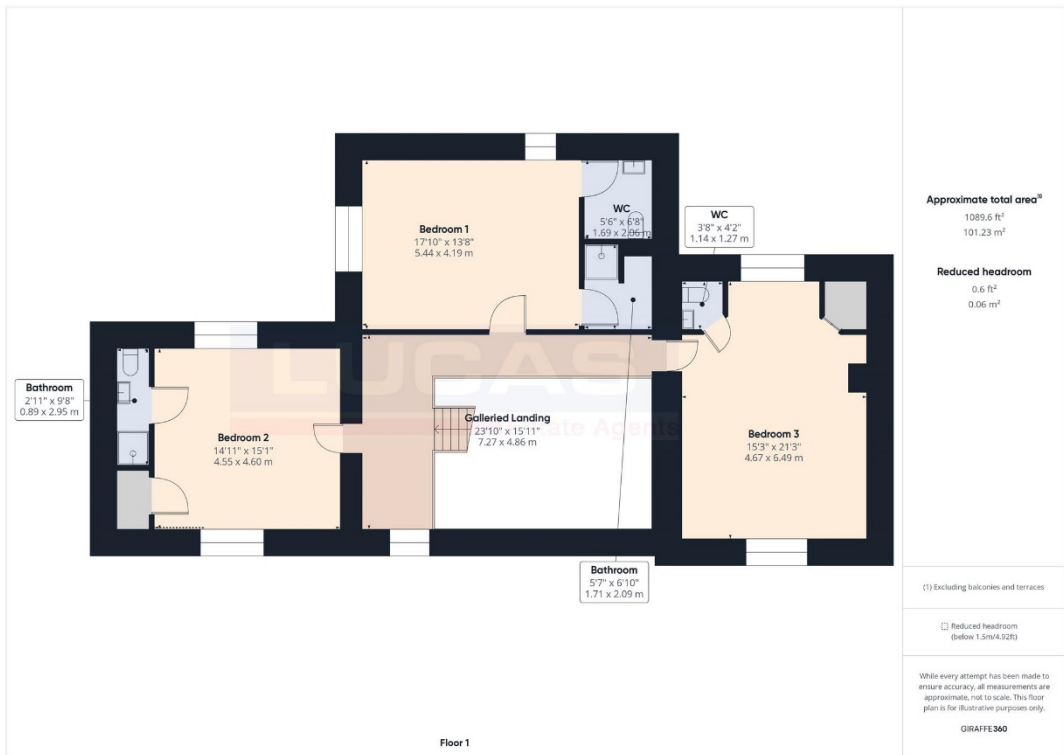 Bedroom 1
17'10" x 13'8"
5.44 x 4.19 m
WC
5'6" x 6'8"
1.69 x 2.06 m
WC
3'8" x 4'2"
1.14 x 1.27 m
Bathroom
2'11" x 9'8"
0.89 x 2.95 m
Bedroom 2
14'11" x 15'1"
4.55 x 4.60 m
LUCAS
Estate Agents
Galleried Landing
23'10" x 15'11"
7.27 x 4.86 m
Bedroom 3
15'3" x 21'3"
4.67 x 6.49 m
Bathroom
5'7" x 6'10"
1.71 x 2.09 m
Floor 1
Approximate total area(1)
1089.6 ft²
101.23 m²
Reduced headroom
0.6 ft²
0.06 m²
(1) Excluding balconies and terraces
Reduced headroom
(below 1.5m/4.92ft)
While every attempt has been made to
ensure accuracy, all measurements are
approximate, not to scale. This floor
plan is for illustrative purposes only.
GIRAFFE360